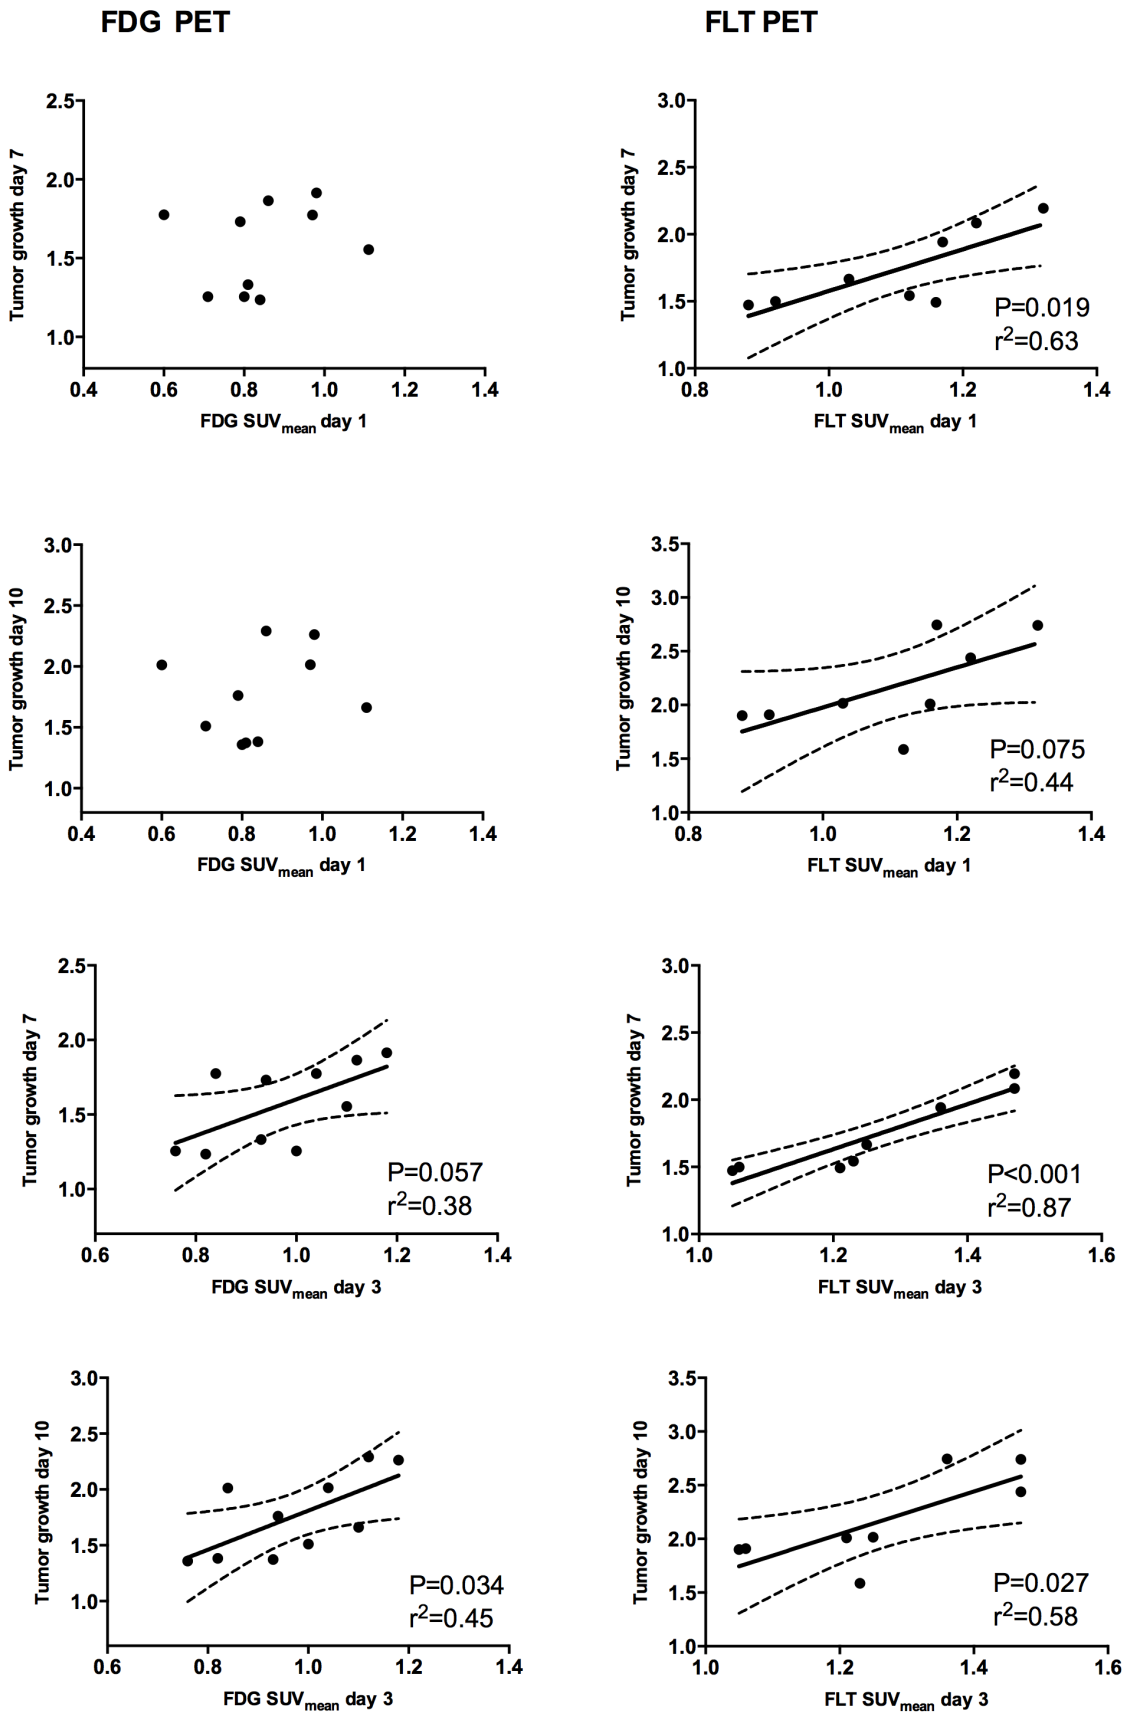 FDG PET
FLT PET
2.5
2.0
1.5
1.0
Tumor growth day 7
0.4 0.6 0.8 1.0 1.2 1.4
FDG SUVmean day 1
3.0
2.5
2.0
1.5
1.0
Tumor growth day 7
P=0.019
r2=0.63
0.8 1.0 1.2 1.4
FLT SUVmean day 1
3.0
2.5
2.0
1.5
1.0
Tumor growth day 10
0.4 0.6 0.8 1.0 1.2 1.4
FDG SUVmean day 1
3.5
3.0
2.5
2.0
1.5
1.0
Tumor growth day 10
P=0.075
r2=0.44
0.8 1.0 1.2 1.4
FLT SUVmean day 1
2.5
2.0
1.5
1.0
Tumor growth day 7
P=0.057
r2=0.38
0.6 0.8 1.0 1.2 1.4
FDG SUVmean day 3
3.0
2.5
2.0
1.5
1.0
Tumor growth day 7
P<0.001
r2=0.87
1.0 1.2 1.4 1.6
FLT SUVmean day 3
3.0
2.5
2.0
1.5
1.0
Tumor growth day 10
P=0.034
r2=0.45
0.6 0.8 1.0 1.2 1.4
FDG SUVmean day 3
3.5
3.0
2.5
2.0
1.5
1.0
Tumor growth day 10
P=0.027
r2=0.58
1.0 1.2 1.4 1.6
FLT SUVmean day 3